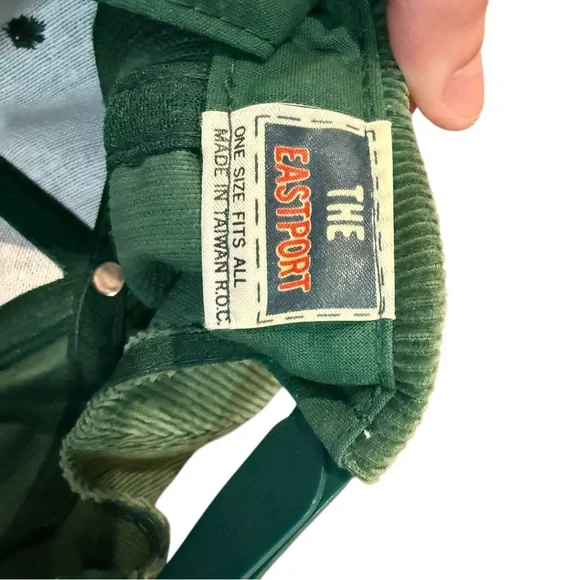 THE
EASTPORT
ONE SIZE FITS ALL
MADE IN TAIWAN R.O.C.